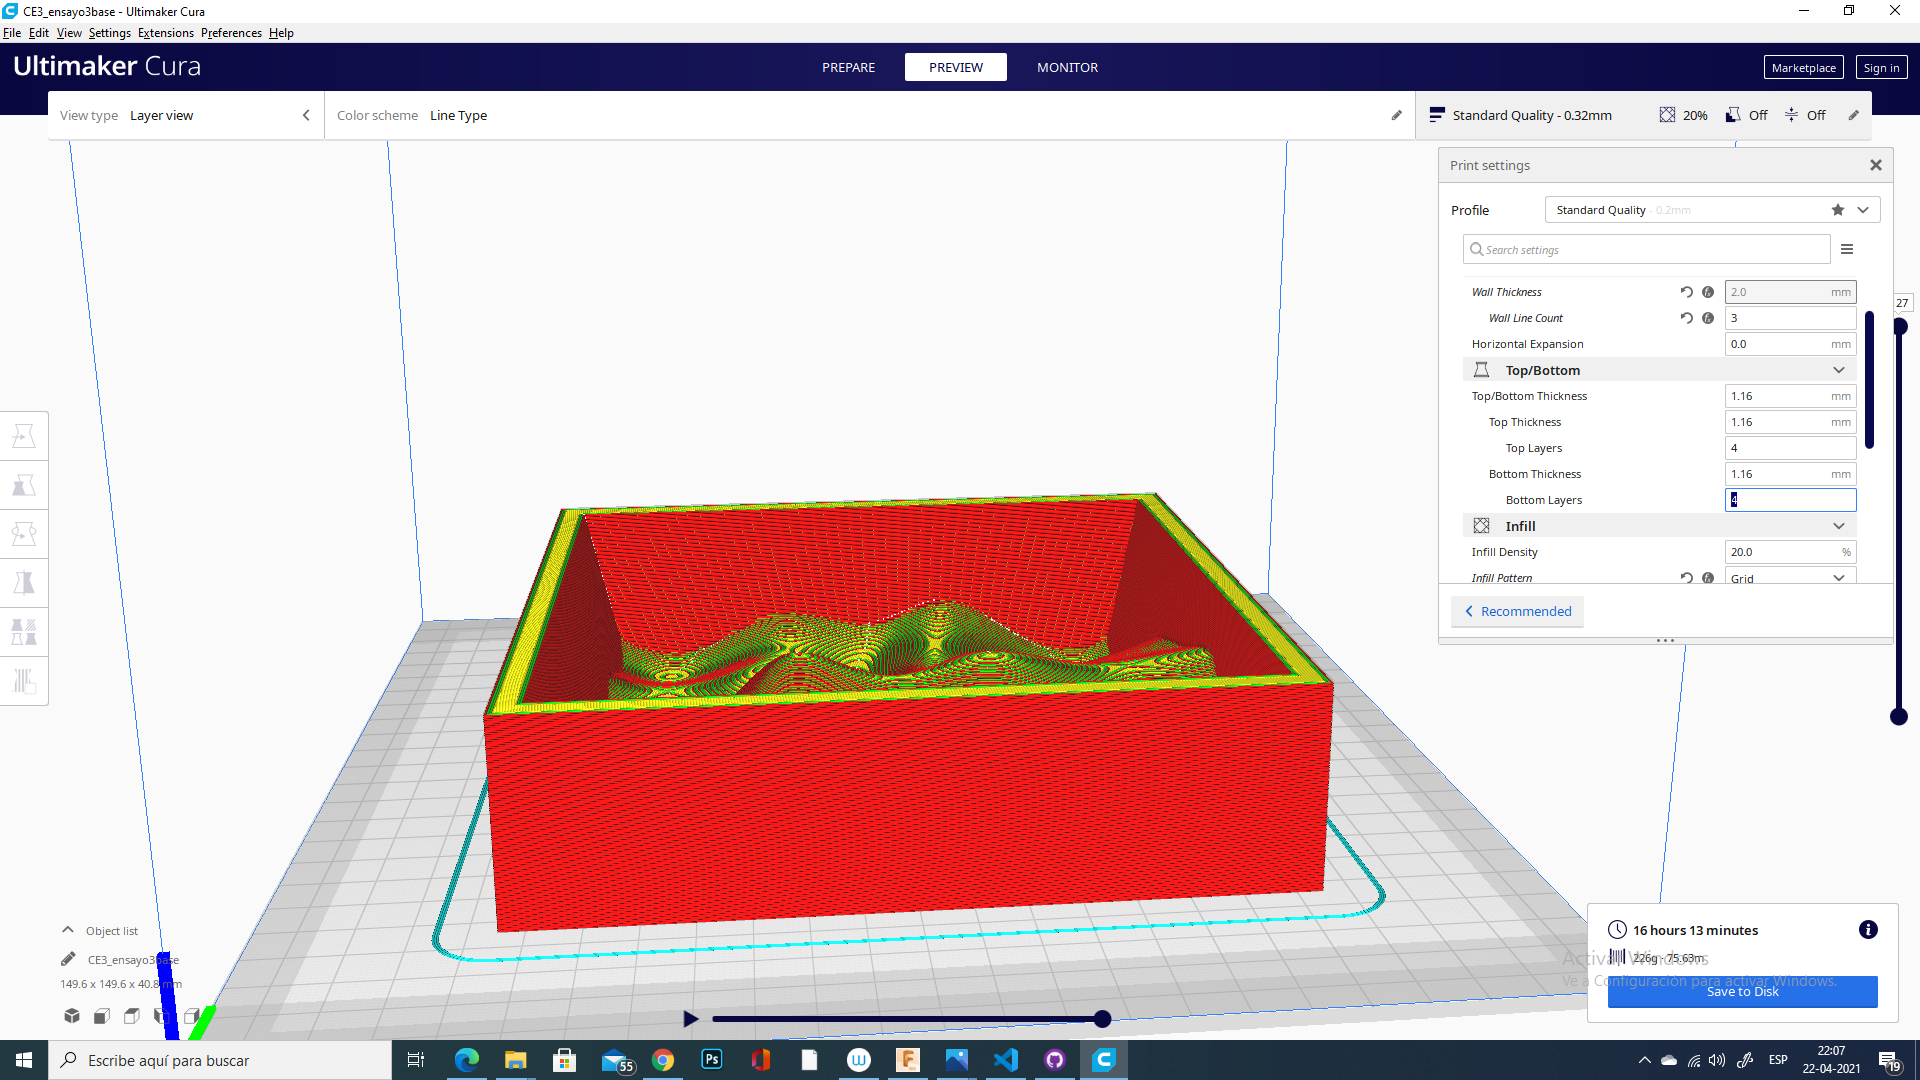 CE3_ensayo3base - Ultimaker Cura
File Edit View Settings Extensions Preferences Help
Ultimaker Cura
PREPARE PREVIEW MONITOR
Marketplace Sign in
View type Layer view
Color scheme Line Type
Standard Quality - 0.32mm 20% Off Off
Print settings
Profile Standard Quality - 0.2mm
Search settings
Wall Thickness 2.0 mm
Wall Line Count 3
Horizontal Expansion 0.0 mm
Top/Bottom
Top/Bottom Thickness 1.16 mm
Top Thickness 1.16 mm
Top Layers 4
Bottom Thickness 1.16 mm
Bottom Layers 4
Infill
Infill Density 20.0 %
Infill Pattern Grid
Recommended
27
Object list
CE3_ensayo3base
149.6 x 149.6 x 40.8 mm
16 hours 13 minutes
226g · 75.63m
Save to Disk
Activar Windows
Ve a Configuración para activar Windows.
Escribe aquí para buscar
55
ESP
22:07
22-04-2021
19